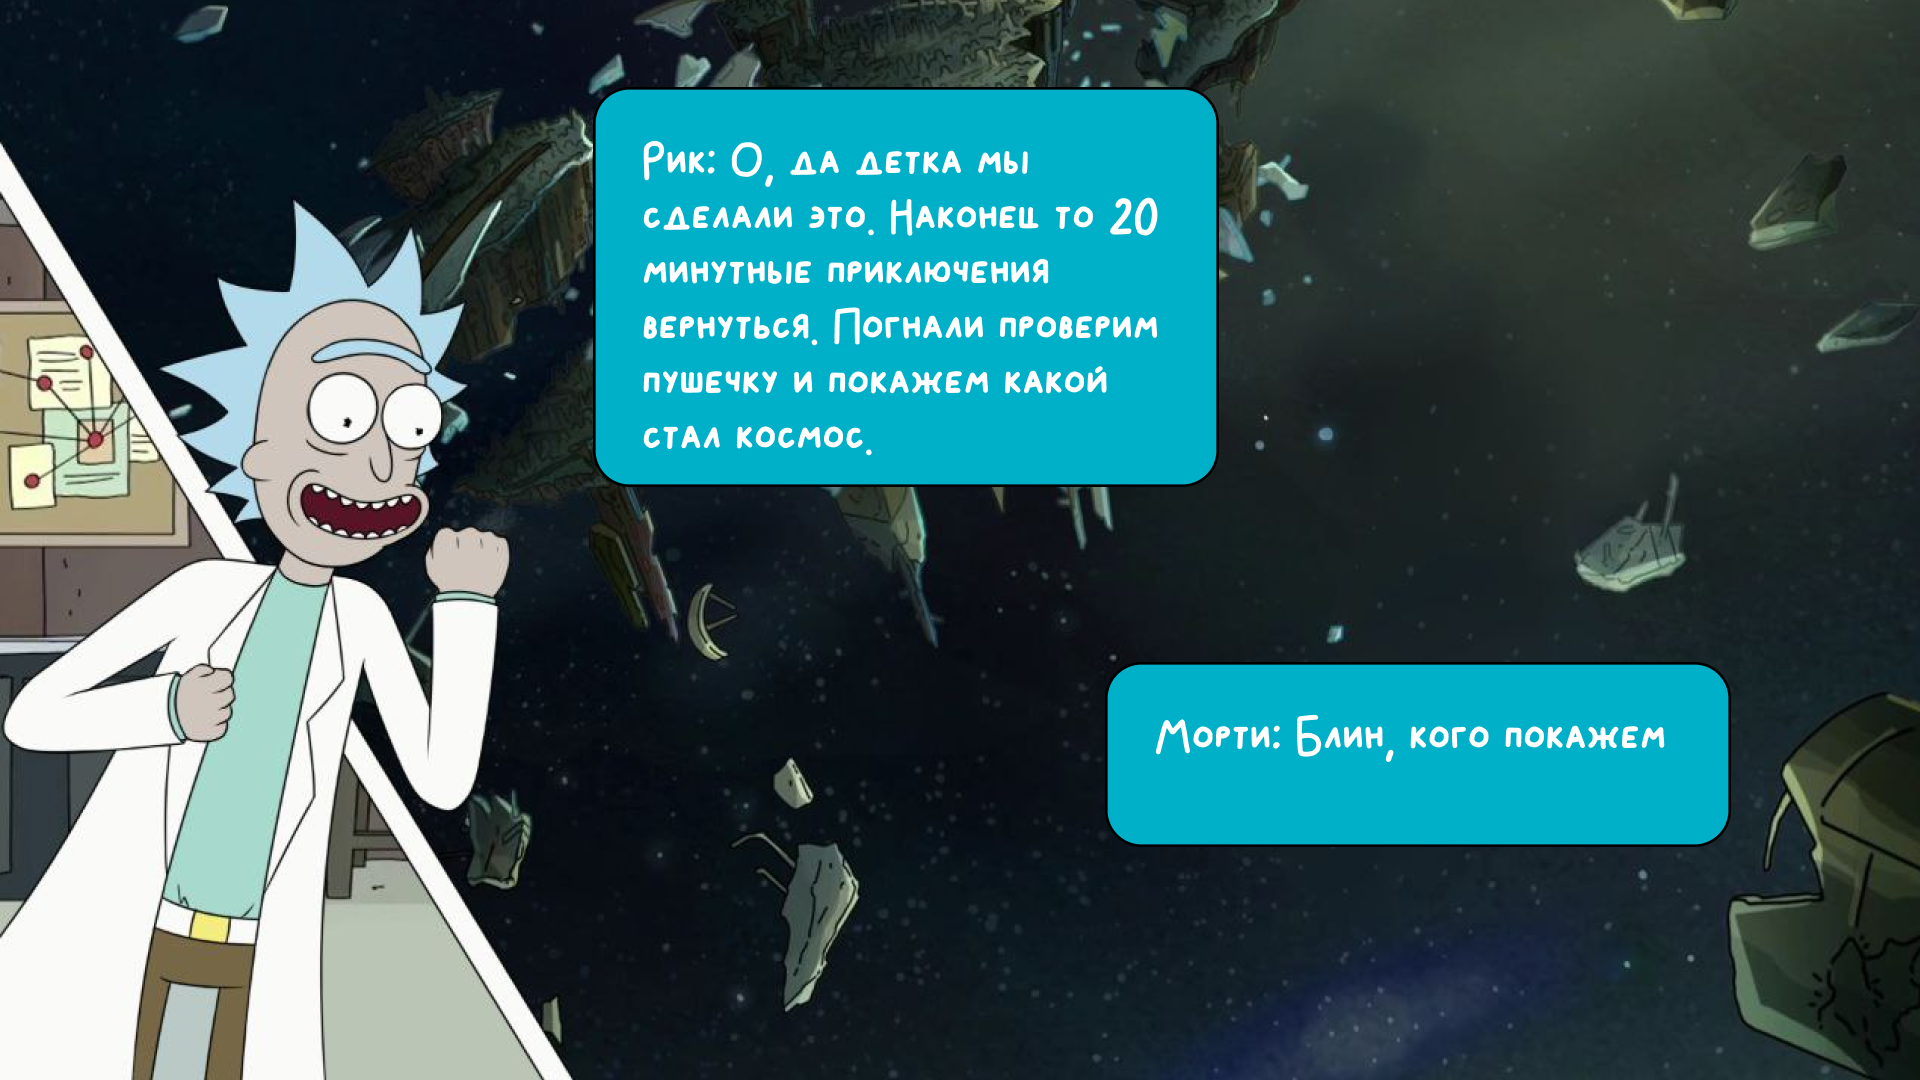 Рик: О, да детка мы
сделали это. Наконец то 20
минутные приключения
вернуться. Погнали проверим
пушечку и покажем какой
стал космос.
Морти: Блин, кого покажем